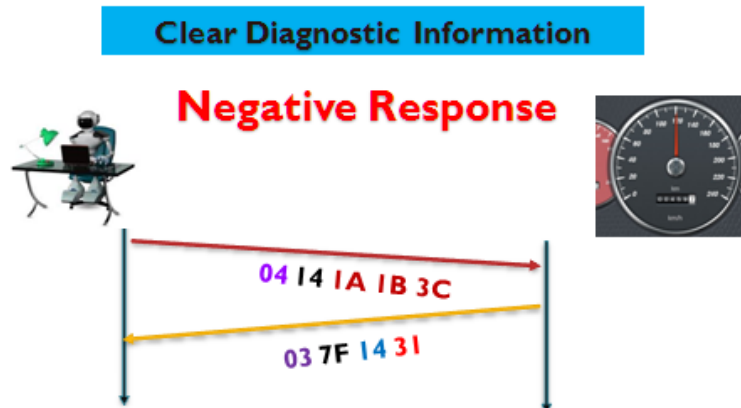 Clear Diagnostic Information
Negative Response
04 14 1A 1B 3C
03 7F 14 31